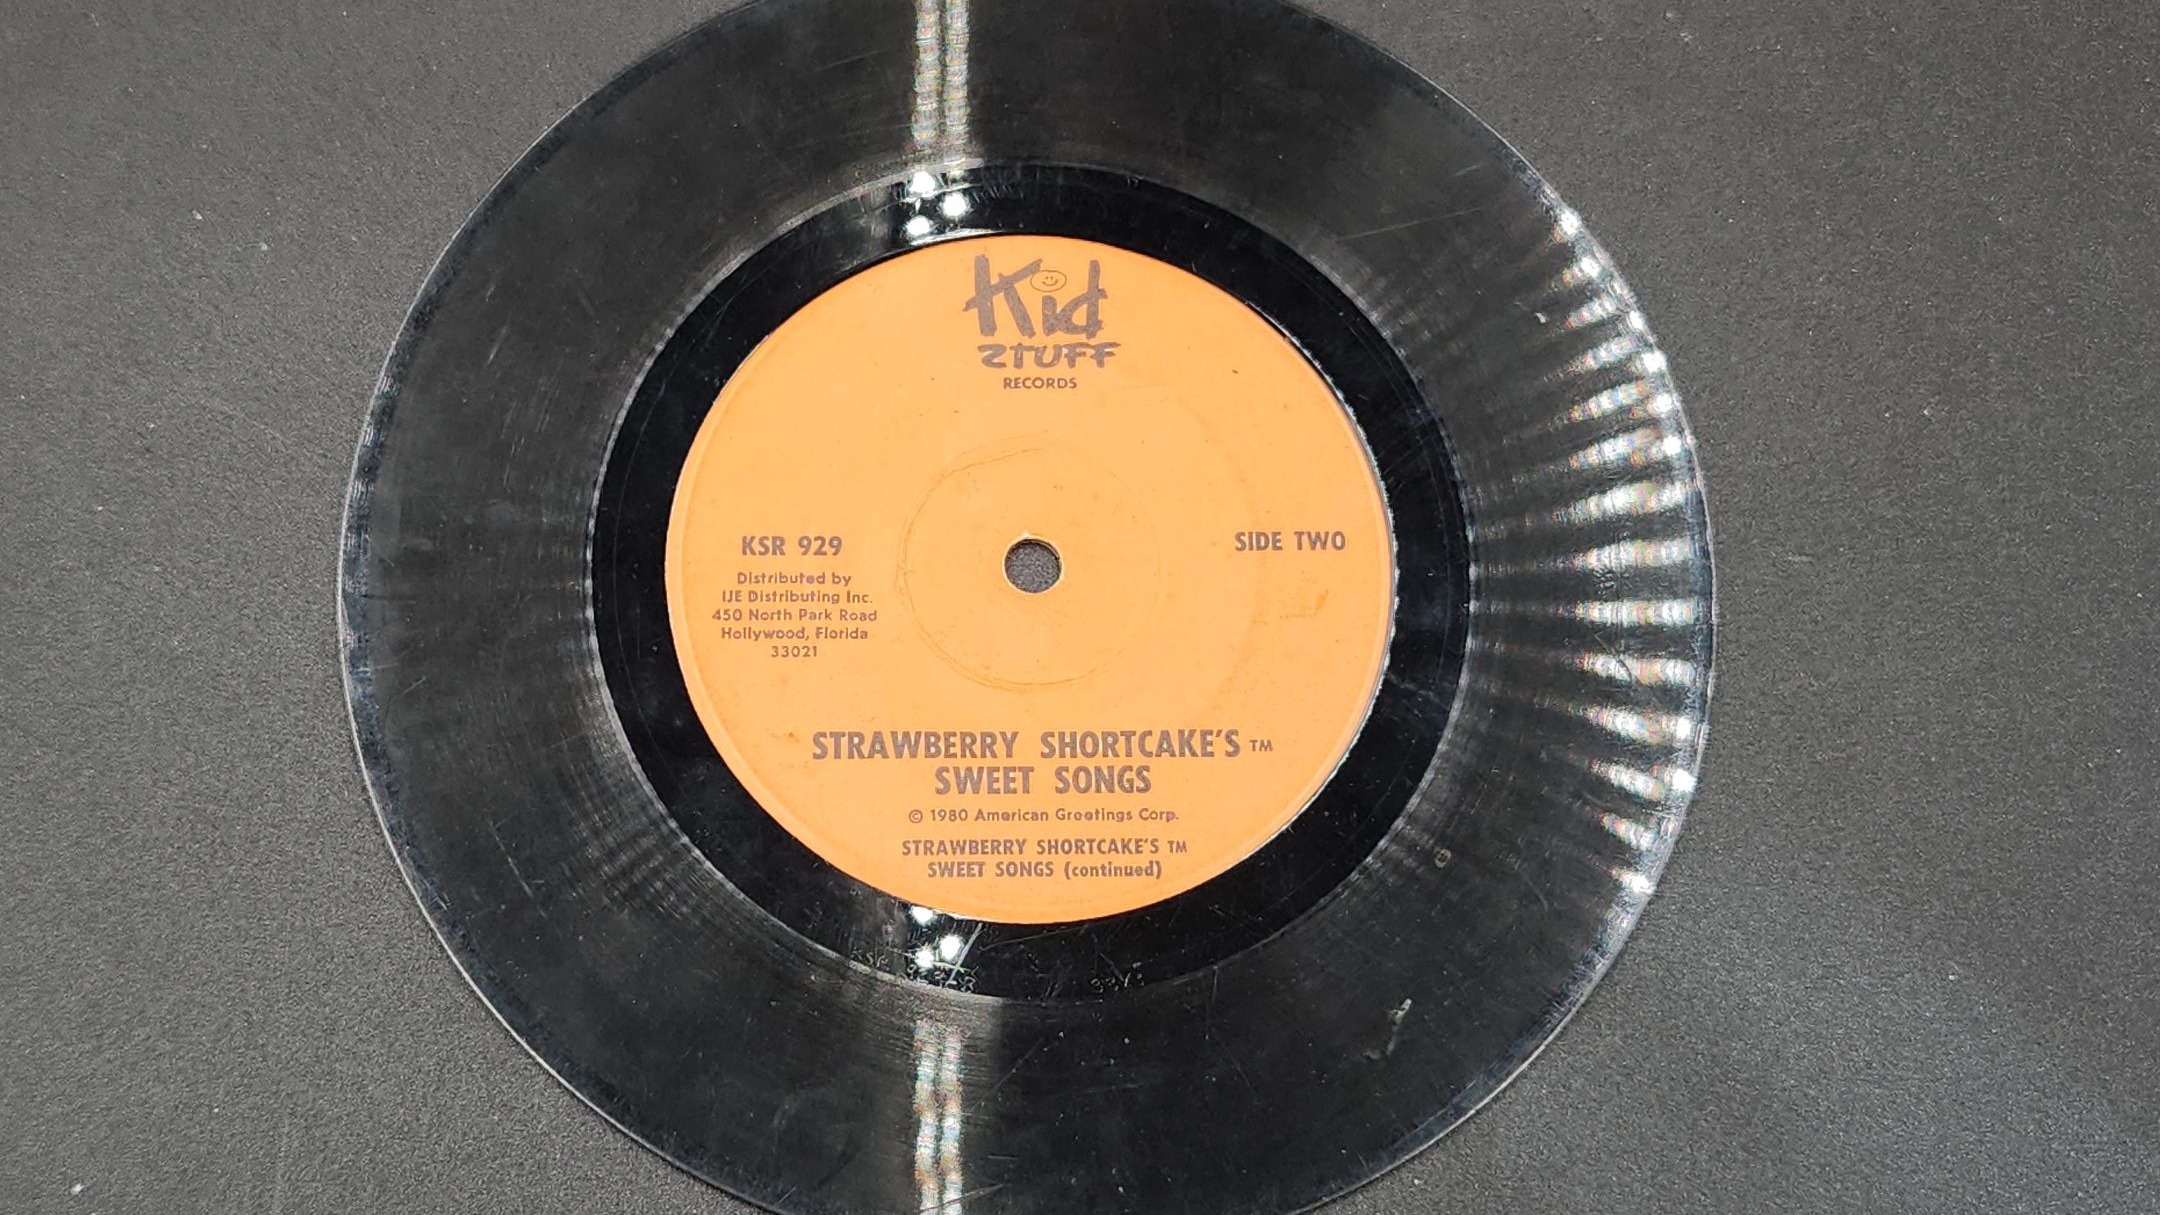 Kid
STUFF
RECORDS
KSR 929
SIDE TWO
Distributed by
IJE Distributing Inc.
450 North Park Road
Hollywood, Florida
33021
STRAWBERRY SHORTCAKE'S ™
SWEET SONGS
© 1980 American Greetings Corp.
STRAWBERRY SHORTCAKE'S ™
SWEET SONGS (continued)